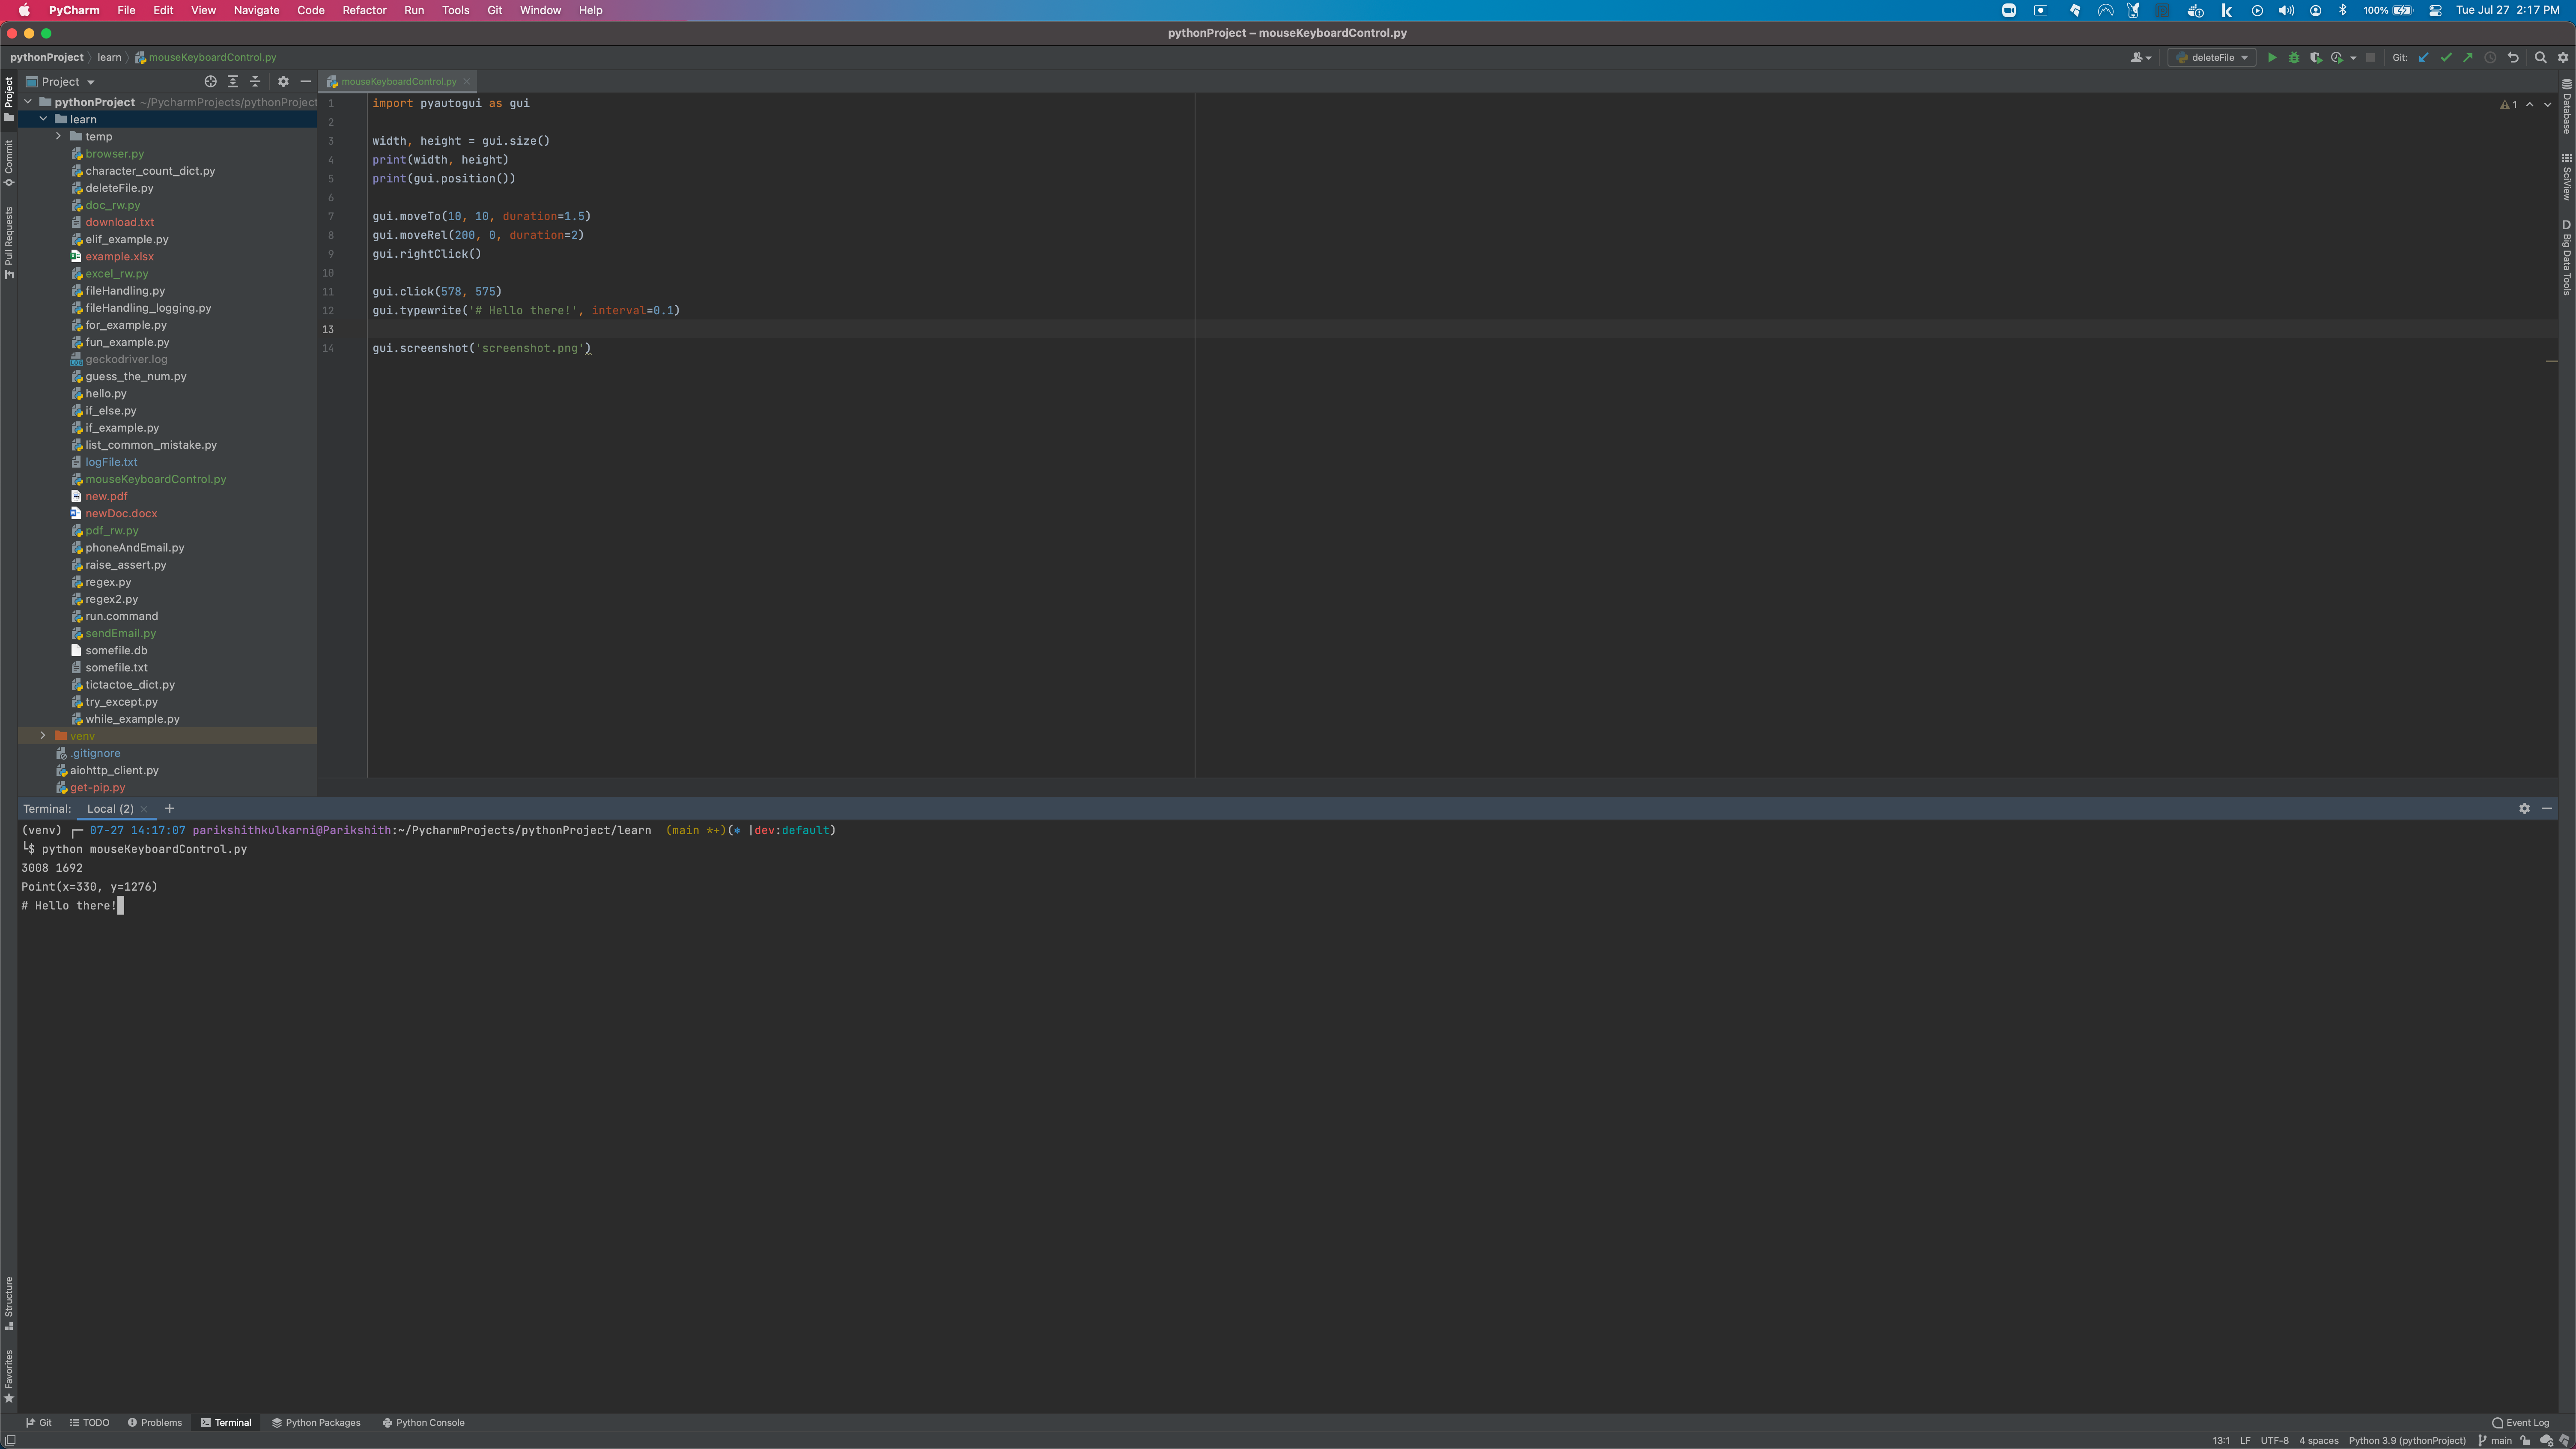 PyCharm File Edit View Navigate Code Refactor Run Tools Git Window Help
100% Tue Jul 27 2:17 PM
pythonProject – mouseKeyboardControl.py
pythonProject learn mouseKeyboardControl.py
deleteFile Git:
Project
mouseKeyboardControl.py
pythonProject ~/PycharmProjects/pythonProject
learn
temp
browser.py
character_count_dict.py
deleteFile.py
doc_rw.py
download.txt
elif_example.py
example.xlsx
excel_rw.py
fileHandling.py
fileHandling_logging.py
for_example.py
fun_example.py
geckodriver.log
guess_the_num.py
hello.py
if_else.py
if_example.py
list_common_mistake.py
logFile.txt
mouseKeyboardControl.py
new.pdf
newDoc.docx
pdf_rw.py
phoneAndEmail.py
raise_assert.py
regex.py
regex2.py
run.command
sendEmail.py
somefile.db
somefile.txt
tictactoe_dict.py
try_except.py
while_example.py
venv
.gitignore
aiohttp_client.py
get-pip.py
1 import pyautogui as gui
2
3 width, height = gui.size()
4 print(width, height)
5 print(gui.position())
6
7 gui.moveTo(10, 10, duration=1.5)
8 gui.moveRel(200, 0, duration=2)
9 gui.rightClick()
10
11 gui.click(578, 575)
12 gui.typewrite('# Hello there!', interval=0.1)
13
14 gui.screenshot('screenshot.png')
1
Project
Commit
Pull Requests
Structure
Favorites
Database
SciView
D Big Data Tools
Terminal: Local (2) +
(venv) ┌─ 07-27 14:17:07 parikshithkulkarni@Parikshith:~/PycharmProjects/pythonProject/learn (main *+)(* |dev:default)
└$ python mouseKeyboardControl.py
3008 1692
Point(x=330, y=1276)
# Hello there!
Git TODO Problems Terminal Python Packages Python Console Event Log
13:1 LF UTF-8 4 spaces Python 3.9 (pythonProject) main